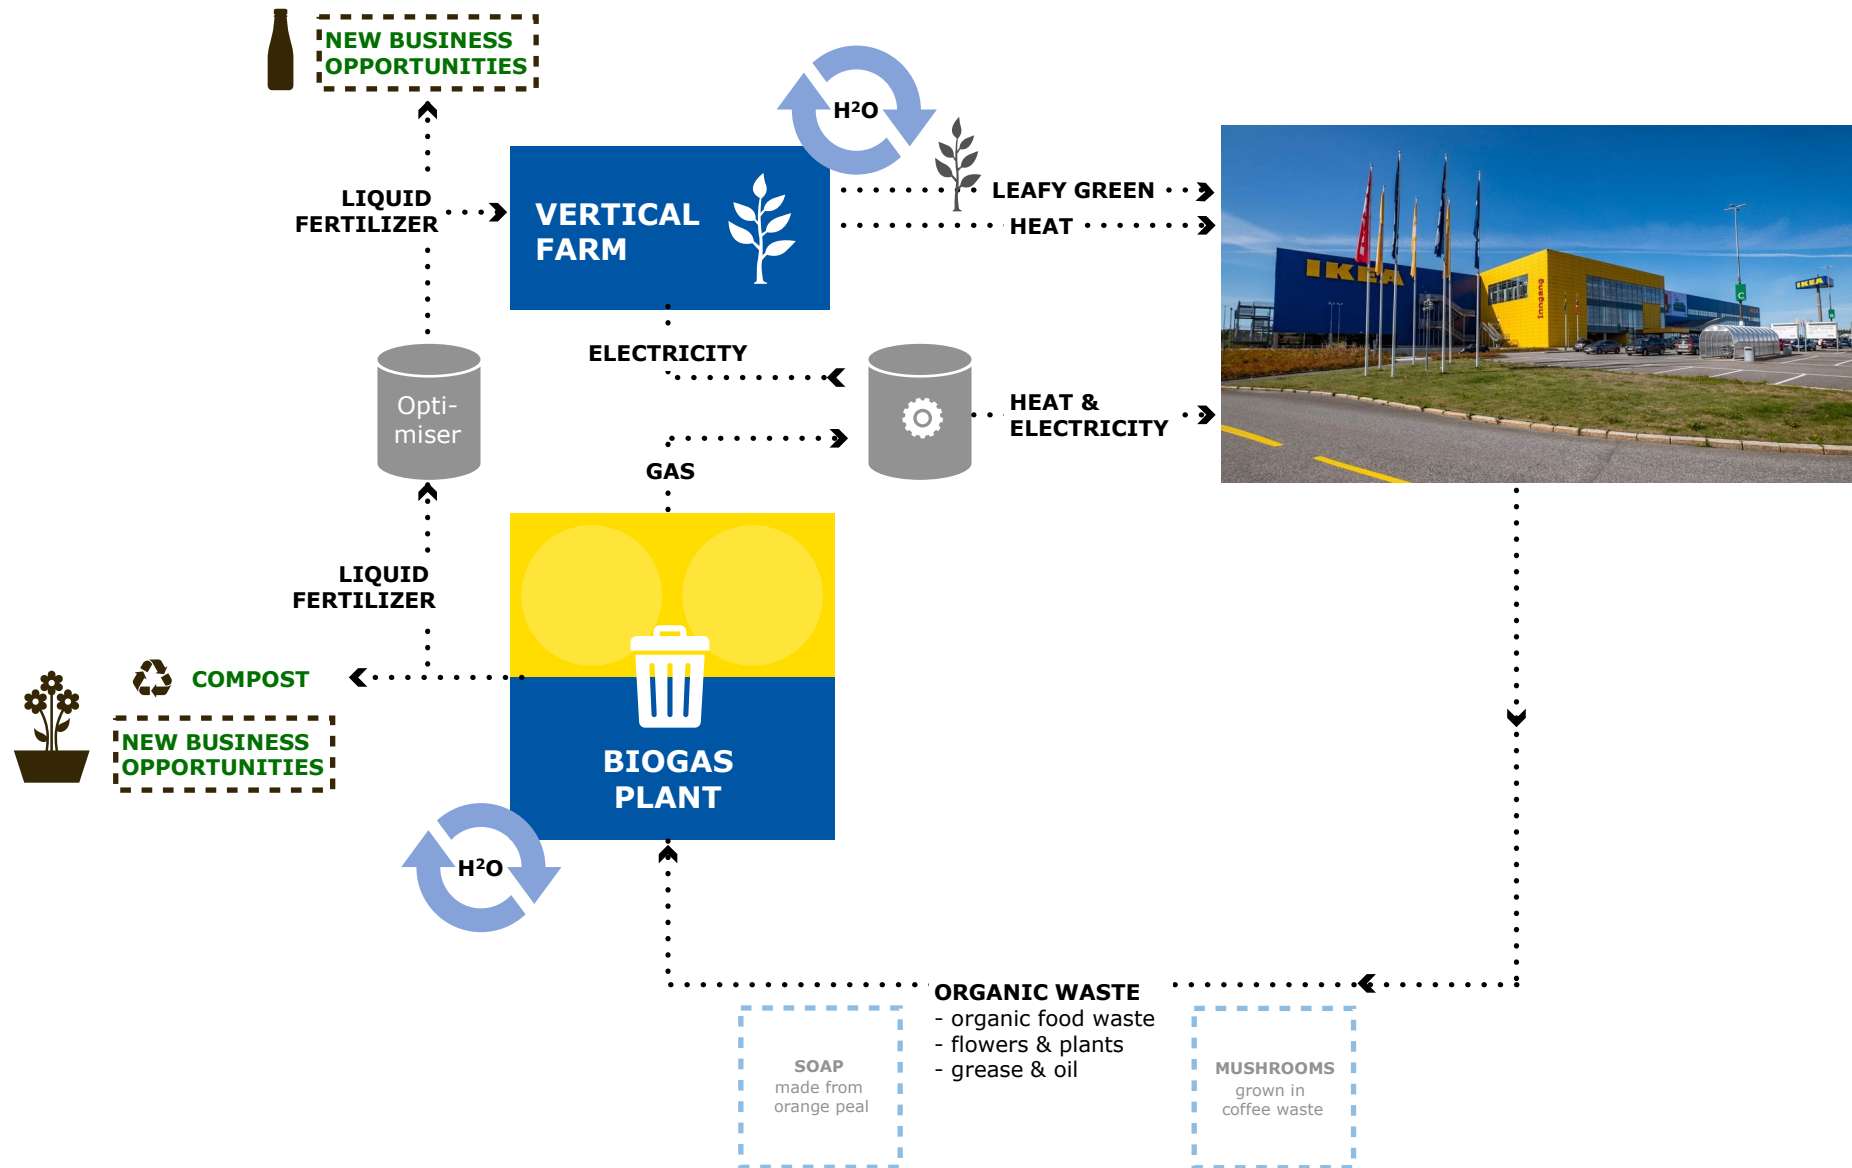 NEW BUSINESS
OPPORTUNITIES
H²O
LIQUID
FERTILIZER
VERTICAL
FARM
LEAFY GREEN
HEAT
IKEA
Inngang
IKEA
C
ELECTRICITY
Opti-
miser
HEAT &
ELECTRICITY
GAS
LIQUID
FERTILIZER
COMPOST
NEW BUSINESS
OPPORTUNITIES
BIOGAS
PLANT
H²O
ORGANIC WASTE
- organic food waste
- flowers & plants
- grease & oil
SOAP
made from
orange peal
MUSHROOMS
grown in
coffee waste